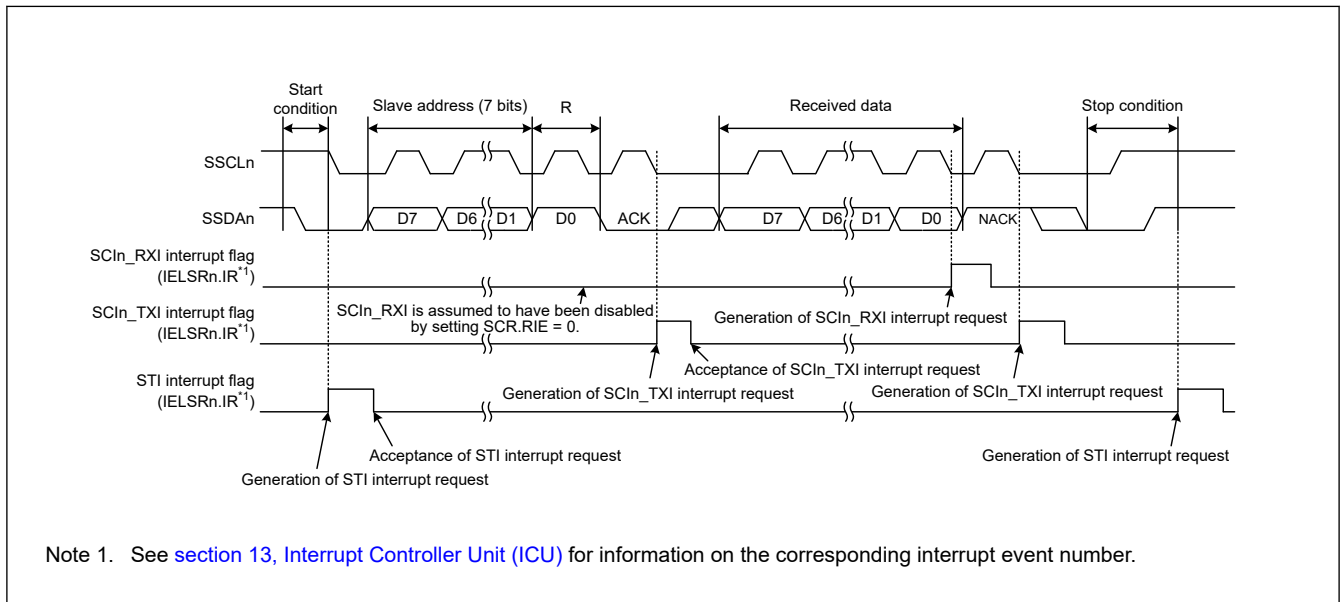 Start
condition
Slave address (7 bits)
R
Received data
Stop condition
SSCLn
SSDAn
D7
D6
D1
D0
ACK
D7
D6
D1
D0
NACK
SCIn_RXI interrupt flag
(IELSRn.IR*1)
SCIn_RXI is assumed to have been disabled
by setting SCR.RIE = 0.
Generation of SCIn_RXI interrupt request
SCIn_TXI interrupt flag
(IELSRn.IR*1)
Acceptance of SCIn_TXI interrupt request
Generation of SCIn_TXI interrupt request
Generation of SCIn_TXI interrupt request
STI interrupt flag
(IELSRn.IR*1)
Acceptance of STI interrupt request
Generation of STI interrupt request
Generation of STI interrupt request
Note 1. See section 13, Interrupt Controller Unit (ICU) for information on the corresponding interrupt event number.